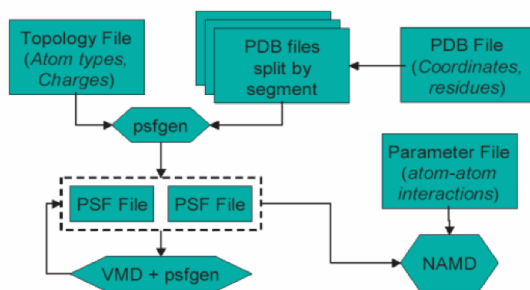 Topology File
(Atom types,
Charges)
PDB files
split by
segment
PDB File
(Coordinates,
residues)
psfgen
Parameter File
(atom-atom
interactions)
PSF File
PSF File
VMD + psfgen
NAMD